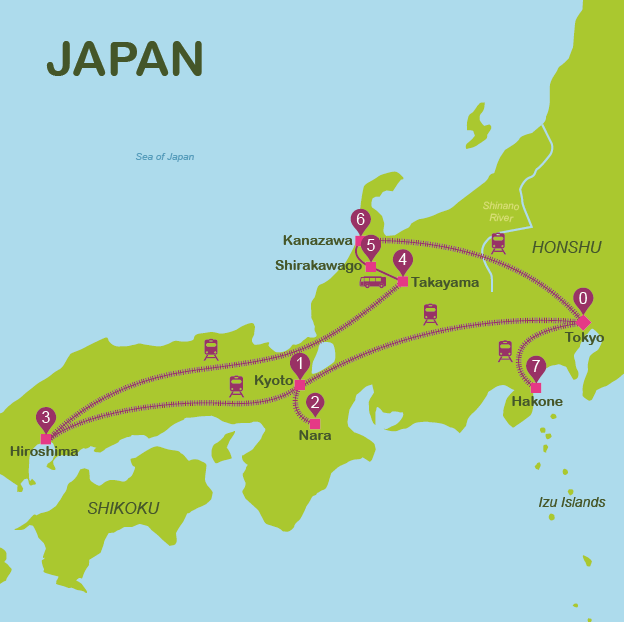 JAPAN
Sea of Japan
Shinano
River
6
Kanazawa
HONSHU
5
Shirakawago
4
Takayama
0
Tokyo
1
Kyoto
7
Hakone
2
Nara
3
Hiroshima
SHIKOKU
Izu Islands